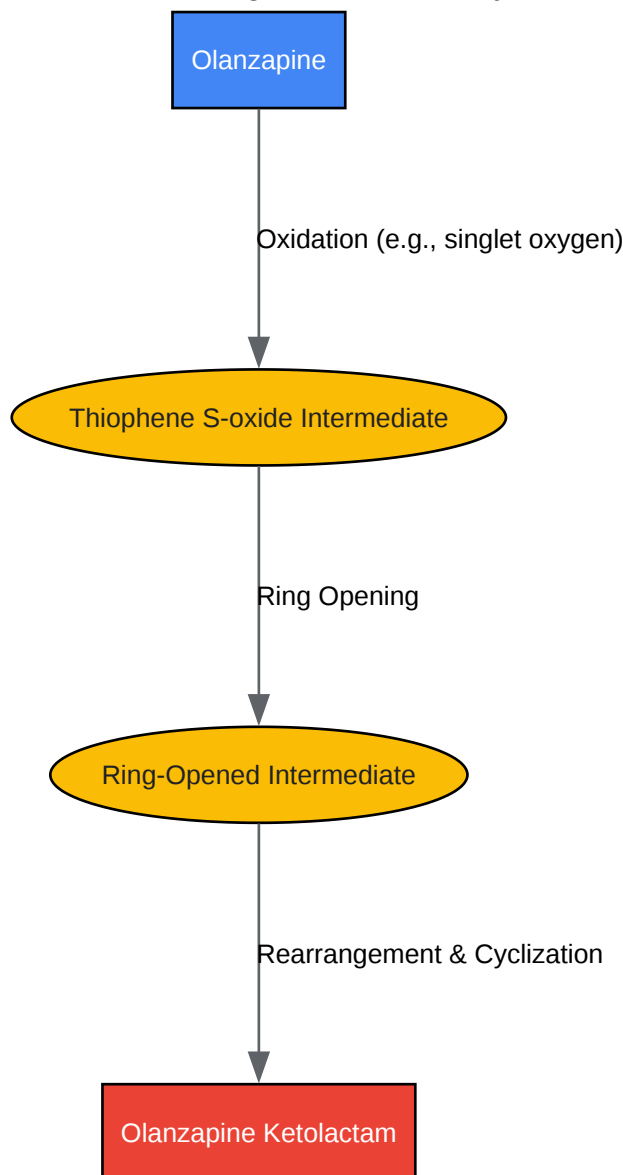 Olanzapine
Oxidation (e.g., singlet oxygen)
Thiophene S-oxide Intermediate
Ring Opening
Ring-Opened Intermediate
Rearrangement & Cyclization
Olanzapine Ketolactam